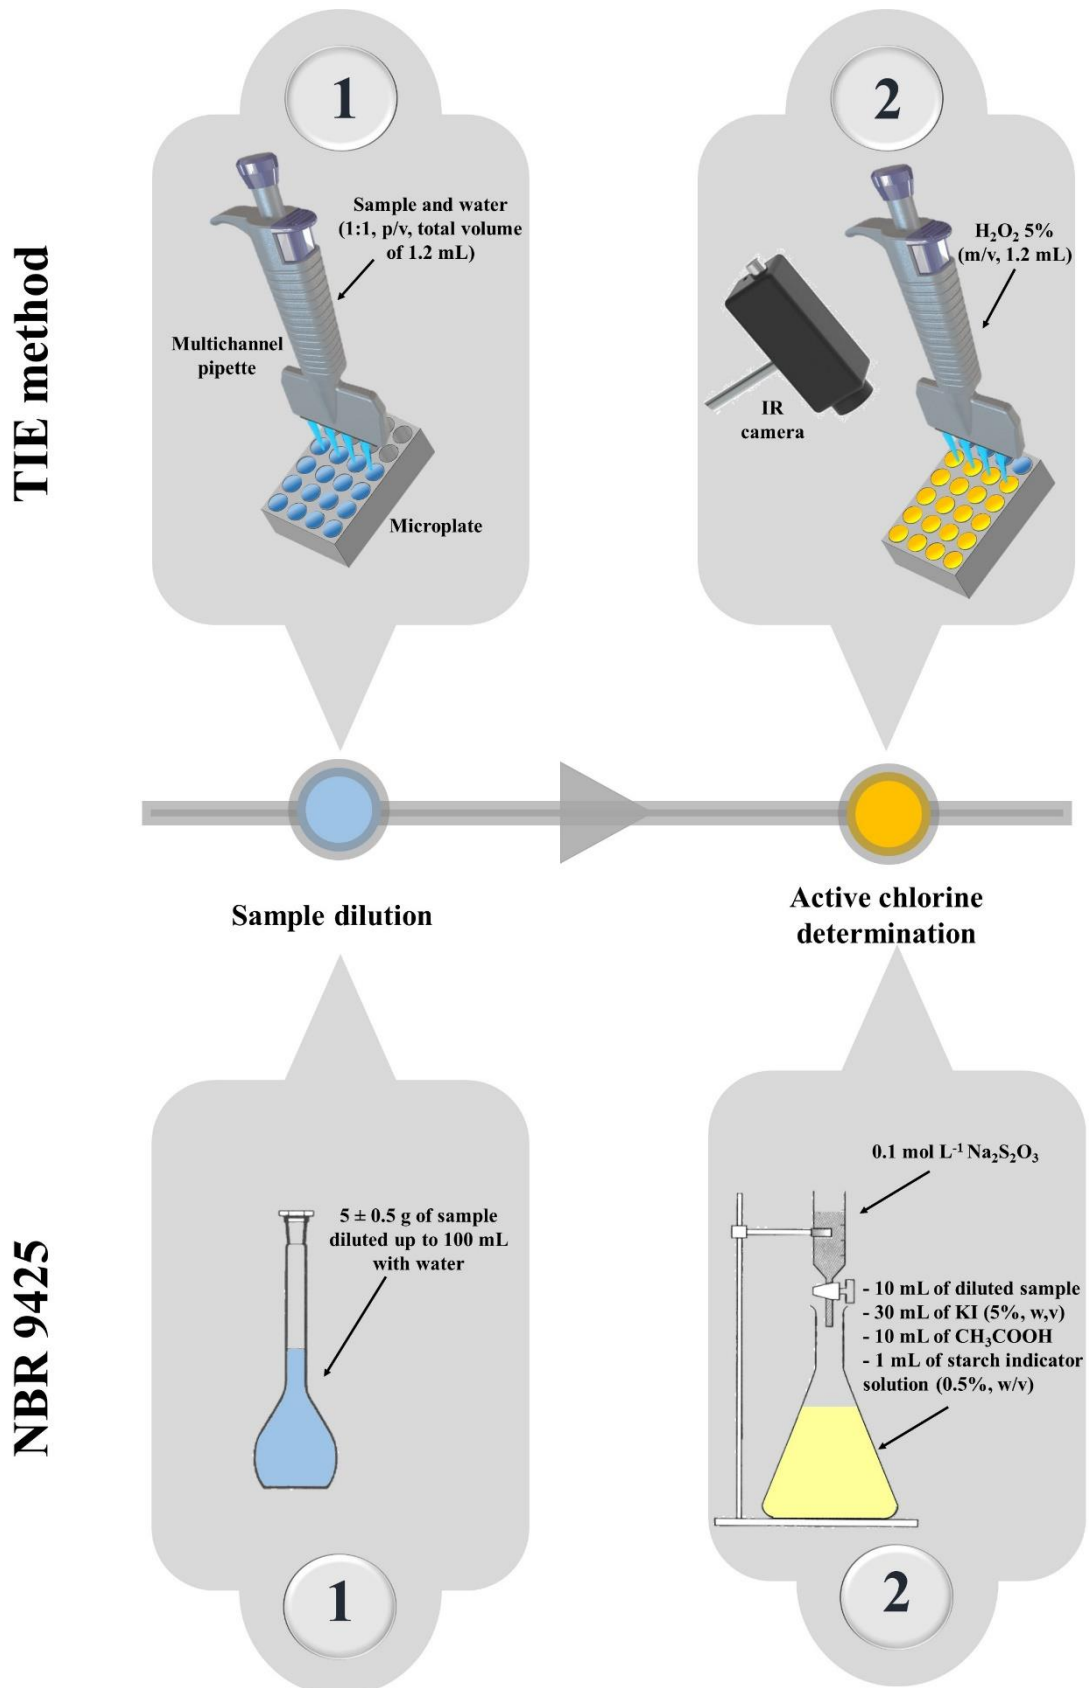 TIE method
1
Sample and water
(1:1, p/v, total volume
of 1.2 mL)
Multichannel
pipette
Microplate
2
H₂O₂ 5%
(m/v, 1.2 mL)
IR
camera
Sample dilution
Active chlorine
determination
NBR 9425
5 ± 0.5 g of sample
diluted up to 100 mL
with water
1
0.1 mol L⁻¹ Na₂S₂O₃
- 10 mL of diluted sample
- 30 mL of KI (5%, w,v)
- 10 mL of CH₃COOH
- 1 mL of starch indicator
solution (0.5%, w/v)
2